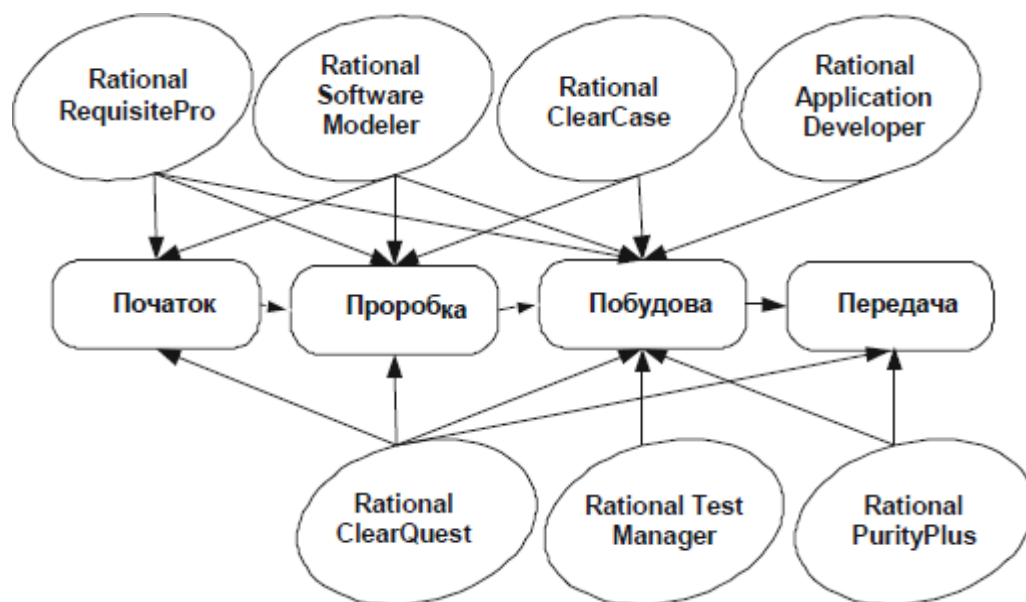 Rational
RequisitePro
Rational
Software
Modeler
Rational
ClearCase
Rational
Application
Developer
Початок
Проробка
Побудова
Передача
Rational
ClearQuest
Rational Test
Manager
Rational
PurityPlus